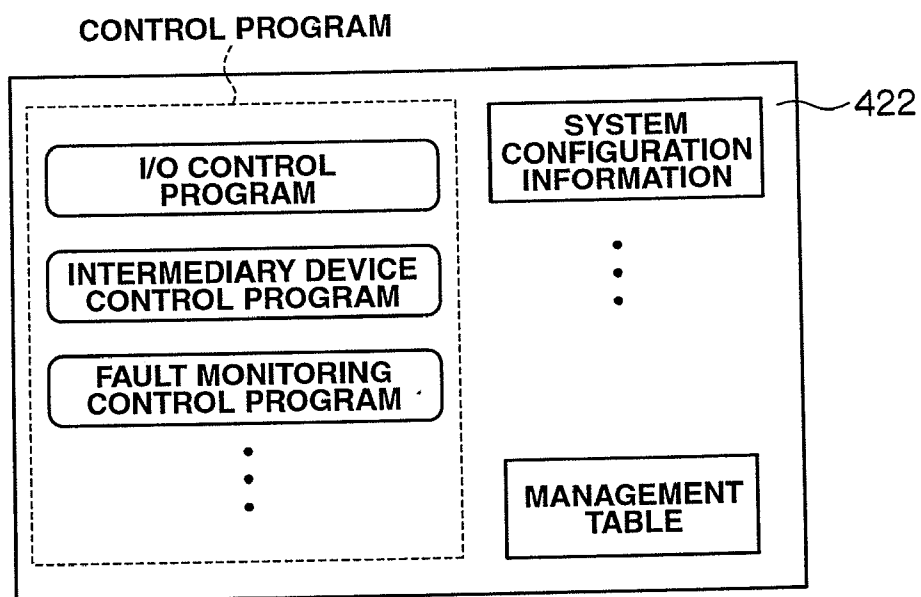 CONTROL PROGRAM
I/O CONTROL
PROGRAM
INTERMEDIARY DEVICE
CONTROL PROGRAM
FAULT MONITORING
CONTROL PROGRAM
SYSTEM
CONFIGURATION
INFORMATION
422
MANAGEMENT
TABLE